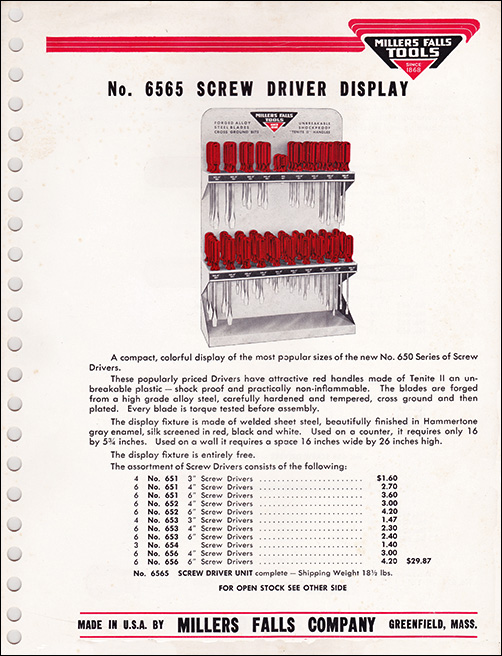 MILLERS FALLS
TOOLS
SINCE
1868
No. 6565 SCREW DRIVER DISPLAY
FORGED ALLOY
STEEL BLADES
CROSS GROUND BITS
MILLERS FALLS
TOOLS
UNBREAKABLE
SHOCKPROOF
"TENITE II" HANDLES
A compact, colorful display of the most popular sizes of the new No. 650 Series of Screw
Drivers.
These popularly priced Drivers have attractive red handles made of Tenite II an un-
breakable plastic — shock proof and practically non-inflammable. The blades are forged
from a high grade alloy steel, carefully hardened and tempered, cross ground and then
plated. Every blade is torque tested before assembly.
The display fixture is made of welded sheet steel, beautifully finished in Hammertone
gray enamel, silk screened in red, black and white. Used on a counter, it requires only 16
by 5¾ inches. Used on a wall it requires a space 16 inches wide by 26 inches high.
The display fixture is entirely free.
The assortment of Screw Drivers consists of the following:
4 No. 651 3" Screw Drivers ........................ $1.60
6 No. 651 4" Screw Drivers ........................ 2.70
6 No. 651 6" Screw Drivers ........................ 3.60
6 No. 652 4" Screw Drivers ........................ 3.00
6 No. 652 6" Screw Drivers ........................ 4.20
4 No. 653 3" Screw Drivers ........................ 1.47
6 No. 653 4" Screw Drivers ........................ 2.30
6 No. 653 6" Screw Drivers ........................ 2.40
3 No. 654 Screw Drivers ........................ 1.40
6 No. 656 4" Screw Drivers ........................ 3.00
6 No. 656 6" Screw Drivers ........................ 4.20 $29.87
No. 6565 SCREW DRIVER UNIT complete — Shipping Weight 18½ lbs.
FOR OPEN STOCK SEE OTHER SIDE
MADE IN U.S.A. BY MILLERS FALLS COMPANY GREENFIELD, MASS.